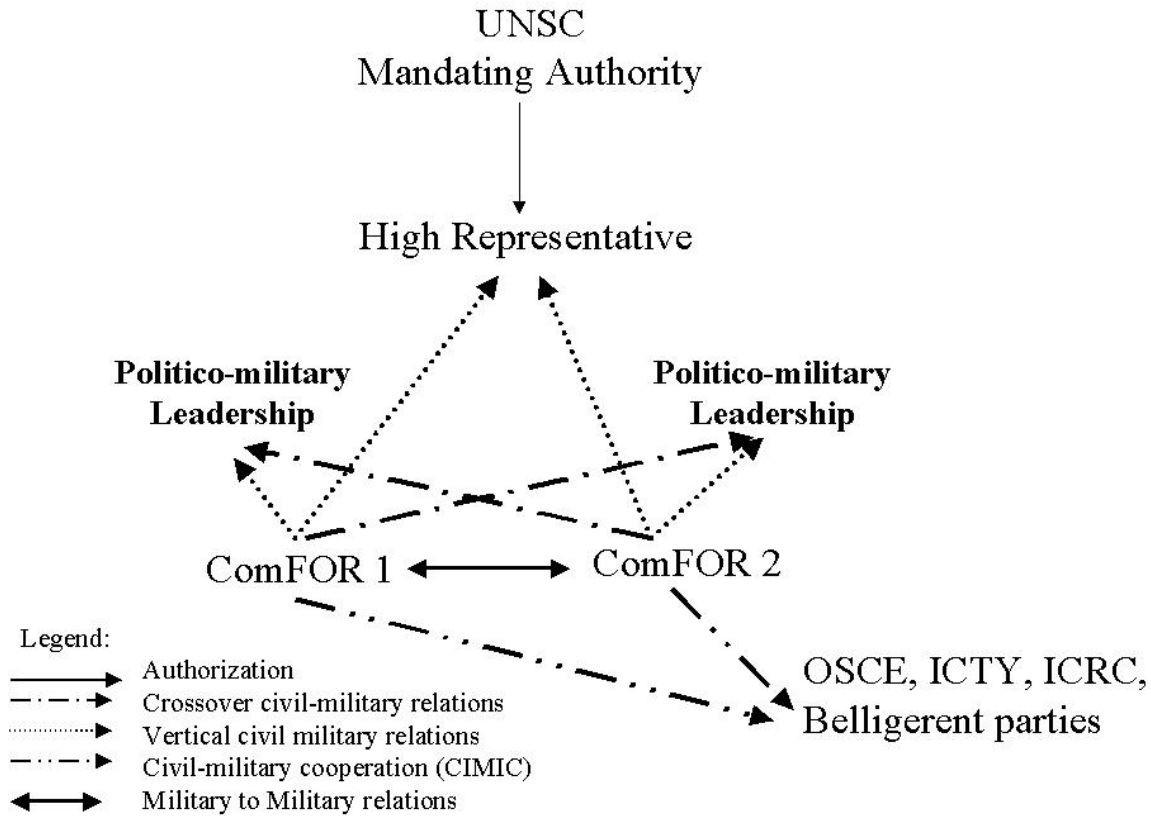 UNSC
Mandating Authority
High Representative
Politico-military
Leadership
Politico-military
Leadership
ComFOR 1
ComFOR 2
OSCE, ICTY, ICRC,
Belligerent parties
Legend:
Authorization
Crossover civil-military relations
Vertical civil military relations
Civil-military cooperation (CIMIC)
Military to Military relations